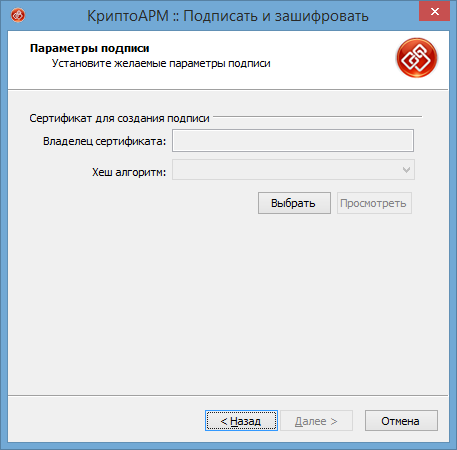 КриптоАРМ :: Подписать и зашифровать
Параметры подписи
Установите желаемые параметры подписи
Сертификат для создания подписи
Владелец сертификата:
Хеш алгоритм:
Выбрать Просмотреть
< Назад Далее > Отмена